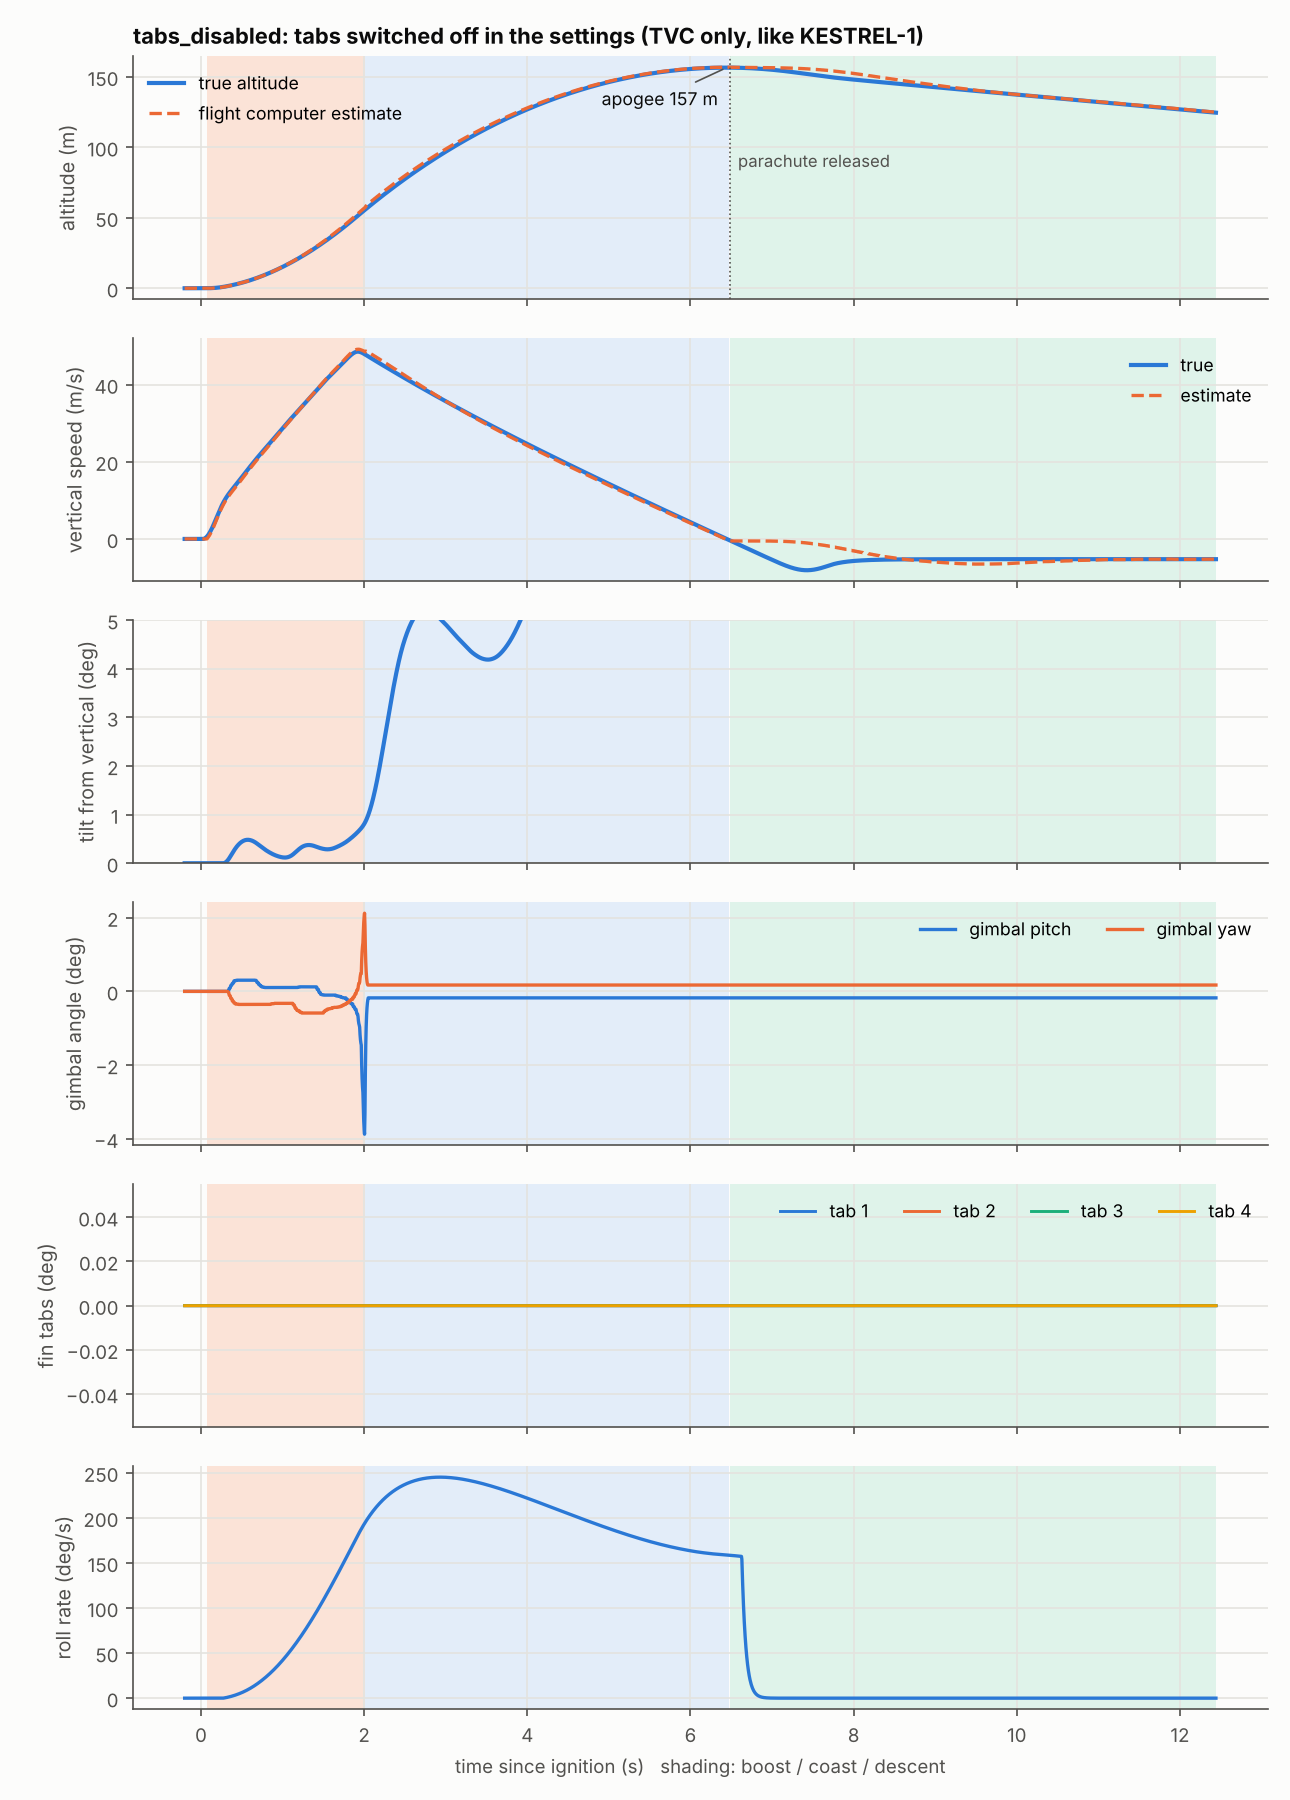 tabs_disabled: tabs switched off in the settings (TVC only, like KESTREL-1)
altitude (m)
150
100
50
0
true altitude
flight computer estimate
apogee 157 m
parachute released
vertical speed (m/s)
40
20
0
true
estimate
tilt from vertical (deg)
5
4
3
2
1
0
gimbal angle (deg)
2
0
−2
−4
gimbal pitch gimbal yaw
fin tabs (deg)
0.04
0.02
0.00
−0.02
−0.04
tab 1 tab 2 tab 3 tab 4
roll rate (deg/s)
250
200
150
100
50
0
0 2 4 6 8 10 12
time since ignition (s) shading: boost / coast / descent